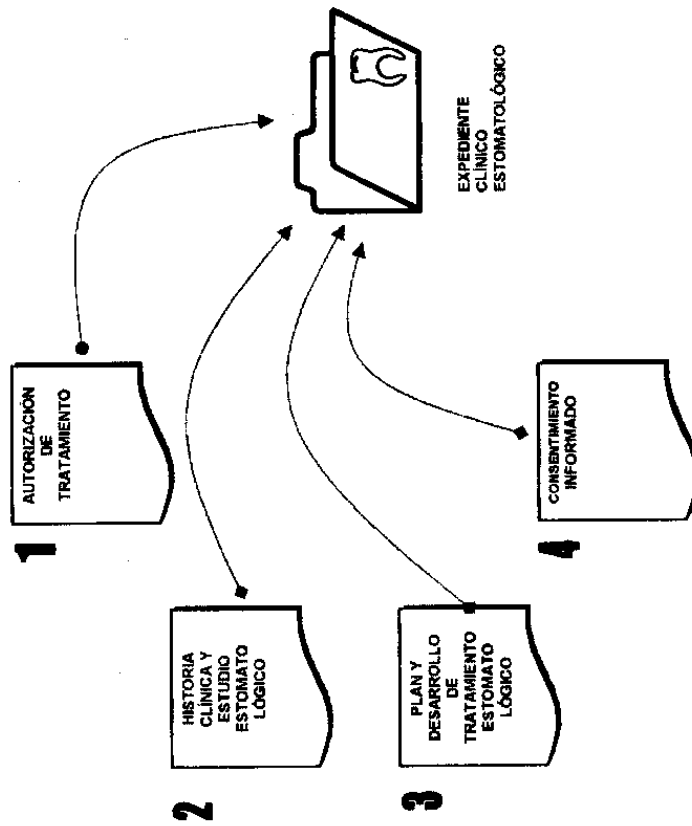 1
AUTORIZACIÓN
DE
TRATAMIENTO
2
HISTORIA
CLÍNICA Y
ESTUDIO
ESTOMATO
LÓGICO
3
PLAN Y
DESARROLLO
DE
TRATAMIENTO
ESTOMATO
LÓGICO
4
CONSENTIMIENTO
INFORMADO
EXPEDIENTE
CLÍNICO
ESTOMATOLÓGICO